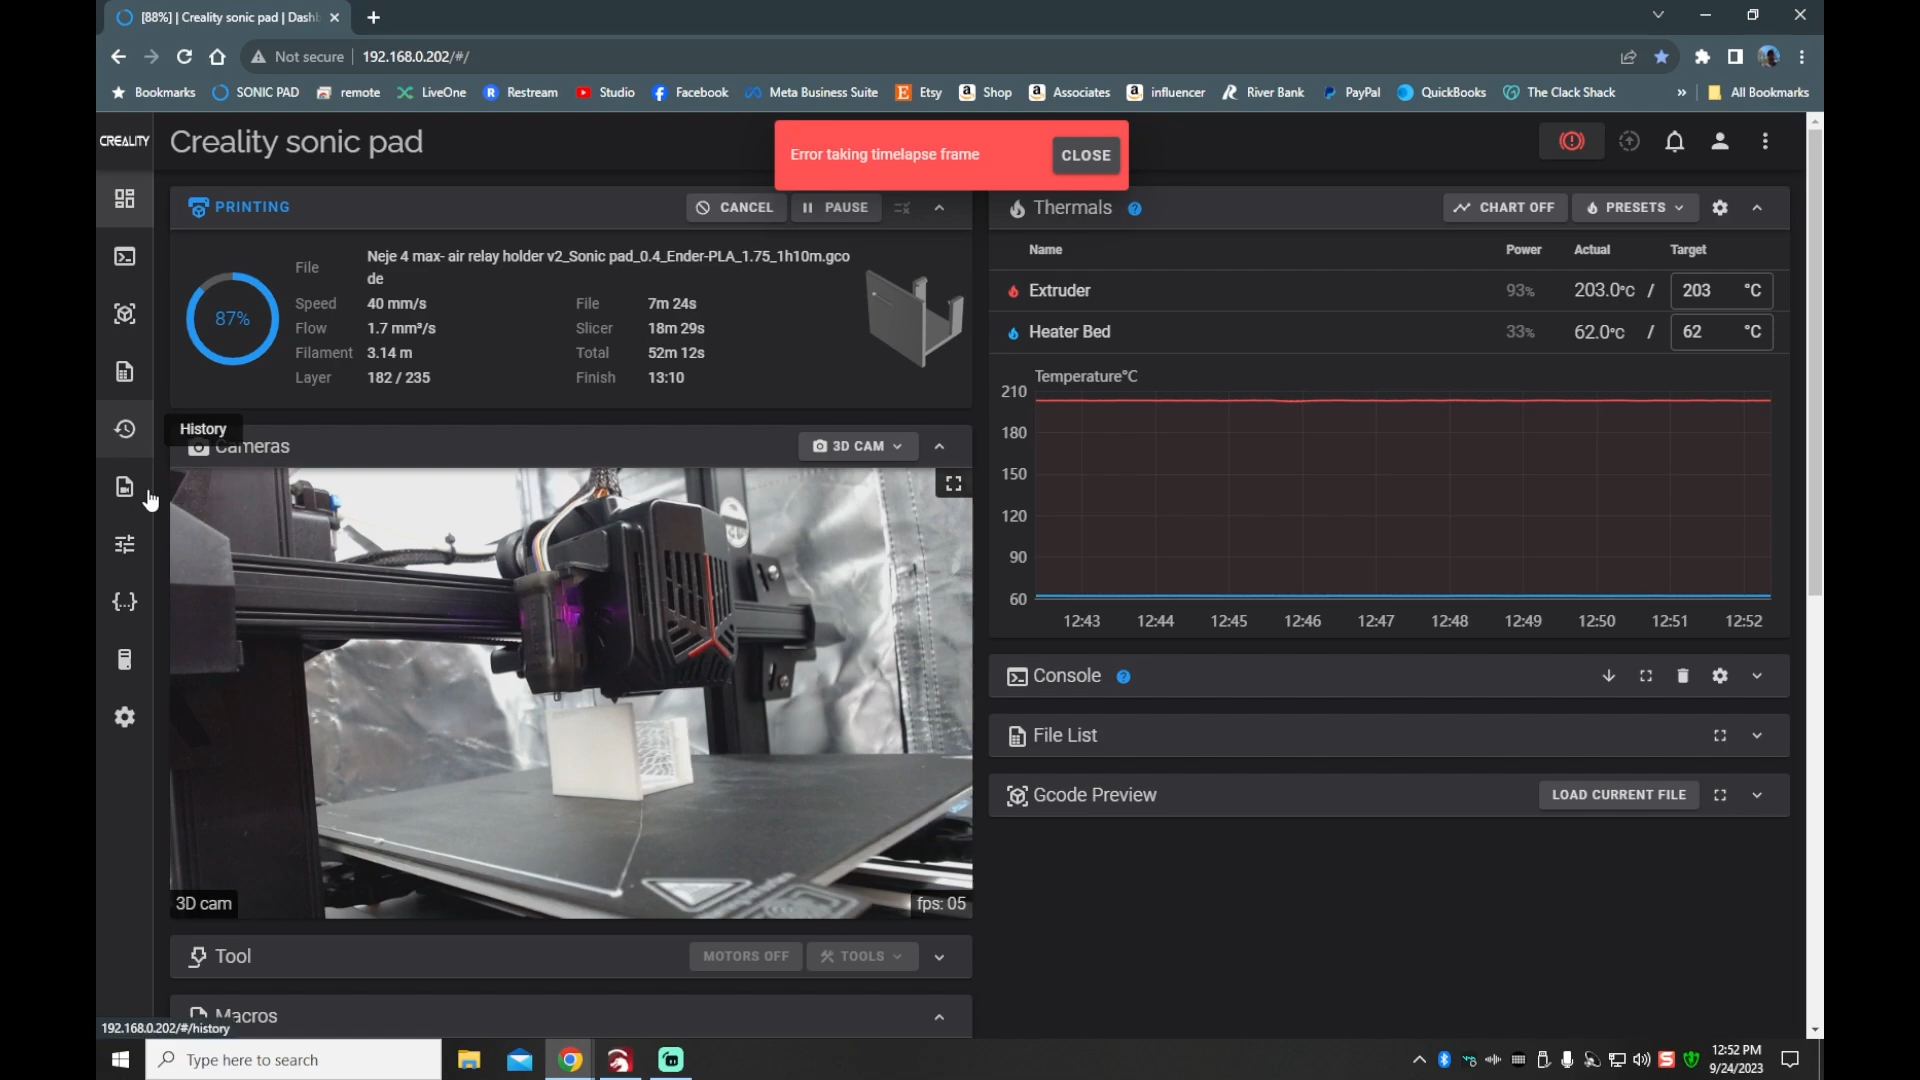 [88%] | Creality sonic pad | Dash
Not secure
192.168.0.202/#/
Bookmarks
SONIC PAD
remote
LiveOne
Restream
Studio
Facebook
Meta Business Suite
Etsy
Shop
Associates
influencer
River Bank
PayPal
QuickBooks
The Clack Shack
»
All Bookmarks
CREALITY
Creality sonic pad
Error taking timelapse frame
CLOSE
PRINTING
CANCEL
PAUSE
87%
File
Neje 4 max- air relay holder v2_Sonic pad_0.4_Ender-PLA_1.75_1h10m.gco
de
Speed 40 mm/s
File 7m 24s
Flow 1.7 mm³/s
Slicer 18m 29s
Filament 3.14 m
Total 52m 12s
Layer 182 / 235
Finish 13:10
History
Cameras
3D CAM
3D cam
fps: 05
Tool
MOTORS OFF
TOOLS
Macros
192.168.0.202/#/history
Thermals
CHART OFF
PRESETS
Name Power Actual Target
Extruder 93% 203.0°C / 203 °C
Heater Bed 33% 62.0°C / 62 °C
Temperature°C
210
180
150
120
90
60
12:43 12:44 12:45 12:46 12:47 12:48 12:49 12:50 12:51 12:52
Console
File List
Gcode Preview
LOAD CURRENT FILE
Type here to search
12:52 PM
9/24/2023